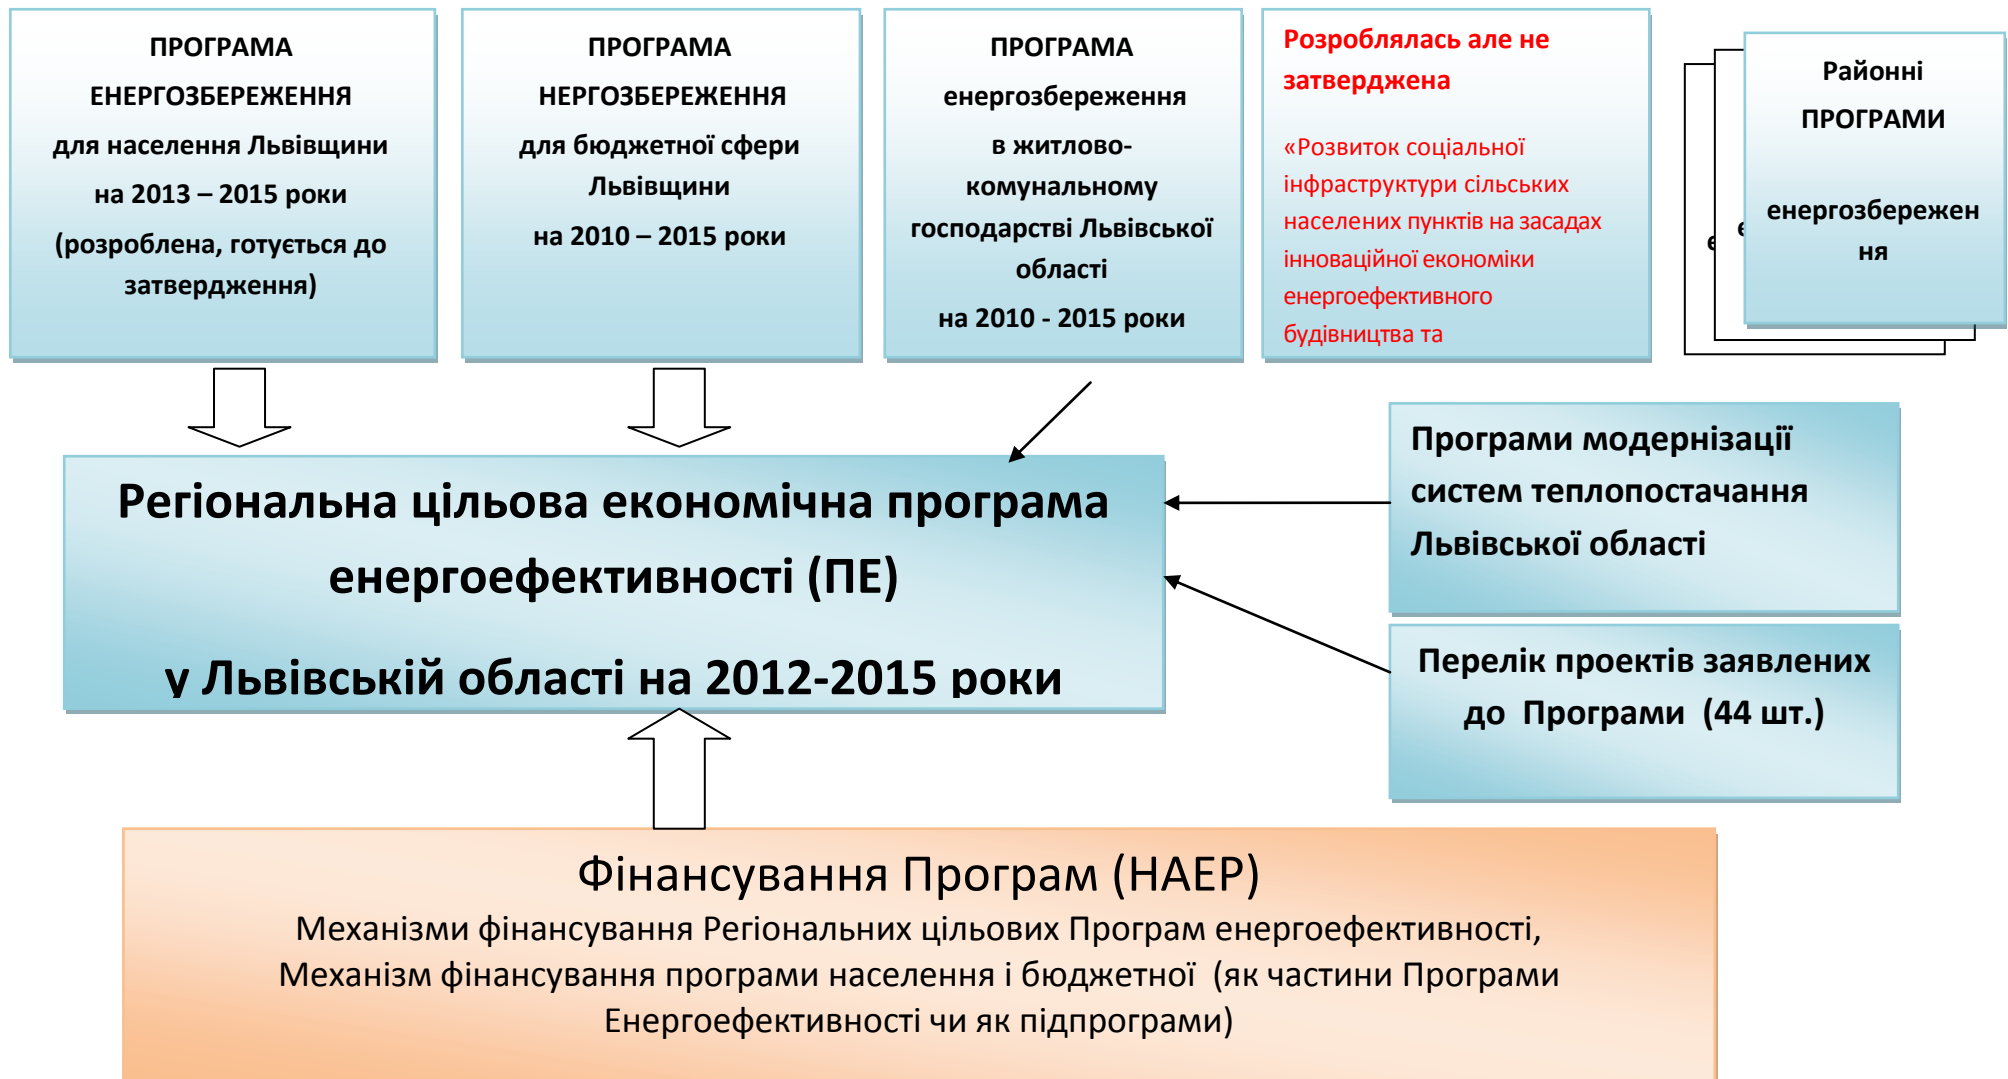 ПРОГРАМА
ЕНЕРГОЗБЕРЕЖЕННЯ
для населення Львівщини
на 2013 – 2015 роки
(розроблена, готується до
затвердження)
ПРОГРАМА
НЕРГОЗБЕРЕЖЕННЯ
для бюджетної сфери
Львівщини
на 2010 – 2015 роки
ПРОГРАМА
енергозбереження
в житлово-
комунальному
господарстві Львівської
області
на 2010 - 2015 роки
Розроблялась але не
затверджена
«Розвиток соціальної
інфраструктури сільських
населених пунктів на засадах
інноваційної економіки
енергоефективного
будівництва та
Районні
ПРОГРАМИ
енергозбережен
ня
Регіональна цільова економічна програма
енергоефективності (ПЕ)
у Львівській області на 2012-2015 роки
Програми модернізації
систем теплопостачання
Львівської області
Перелік проектів заявлених
до Програми (44 шт.)
Фінансування Програм (НАЕР)
Механізми фінансування Регіональних цільових Програм енергоефективності,
Механізм фінансування програми населення і бюджетної (як частини Програми
Енергоефективності чи як підпрограми)